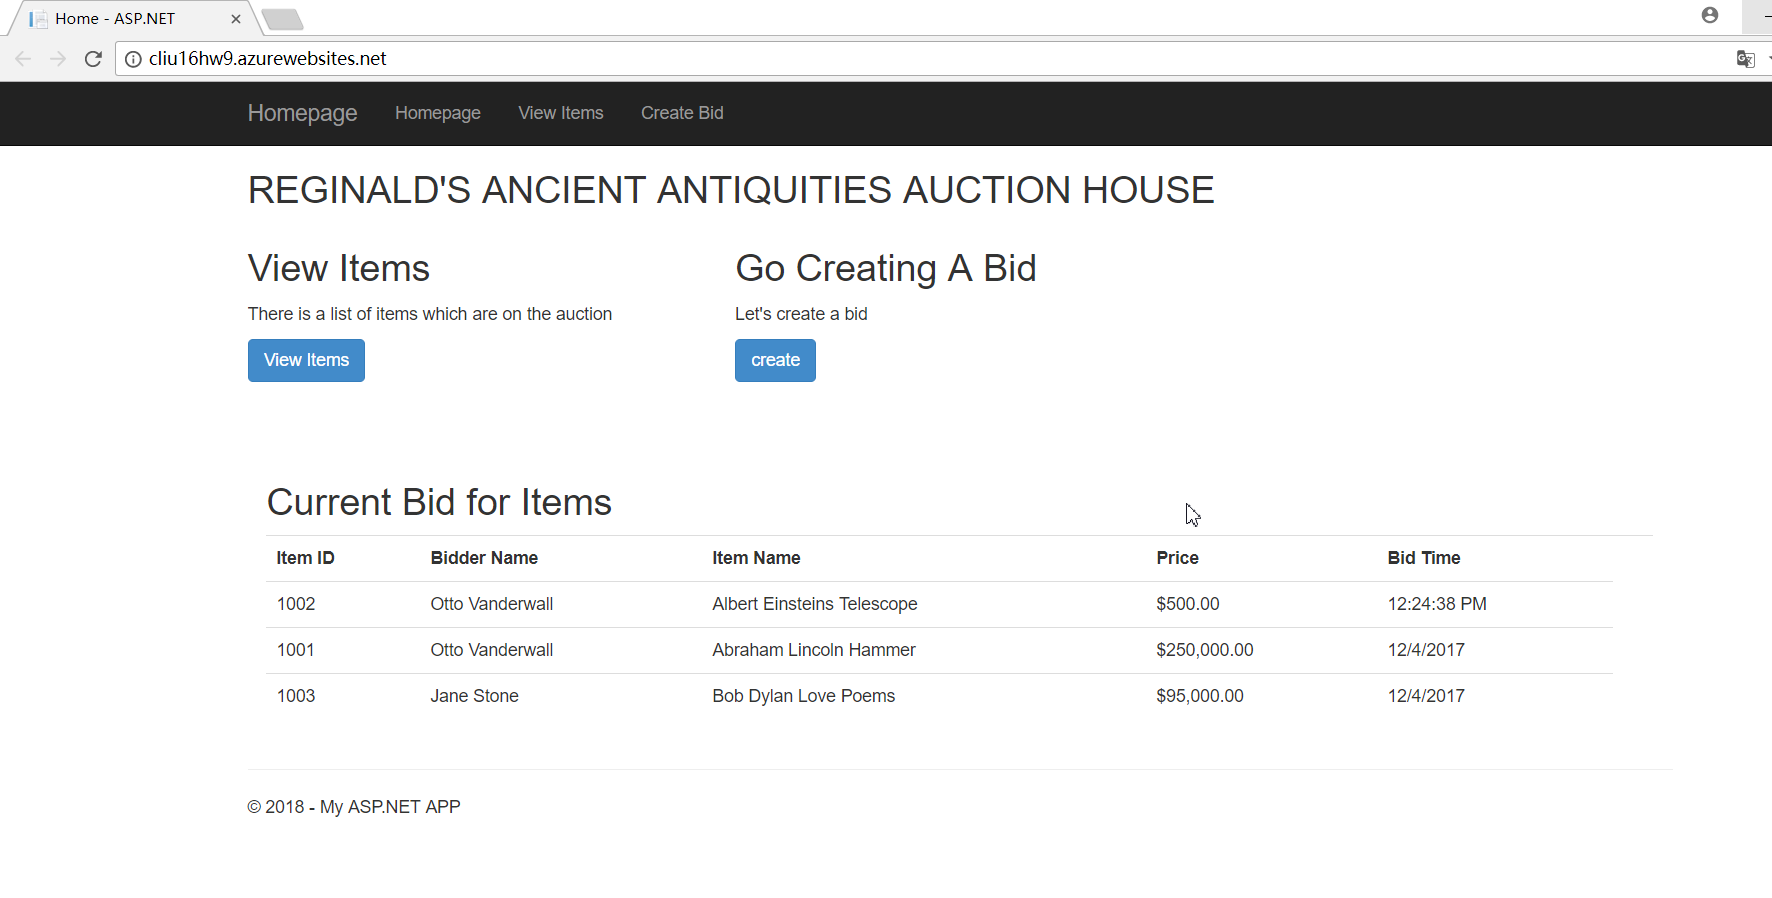 Home - ASP.NET
cliu16hw9.azurewebsites.net
Homepage Homepage View Items Create Bid
REGINALD'S ANCIENT ANTIQUITIES AUCTION HOUSE
View Items Go Creating A Bid
There is a list of items which are on the auction Let's create a bid
View Items create
Current Bid for Items
Item ID Bidder Name Item Name Price Bid Time
1002 Otto Vanderwall Albert Einsteins Telescope $500.00 12:24:38 PM
1001 Otto Vanderwall Abraham Lincoln Hammer $250,000.00 12/4/2017
1003 Jane Stone Bob Dylan Love Poems $95,000.00 12/4/2017
© 2018 - My ASP.NET APP